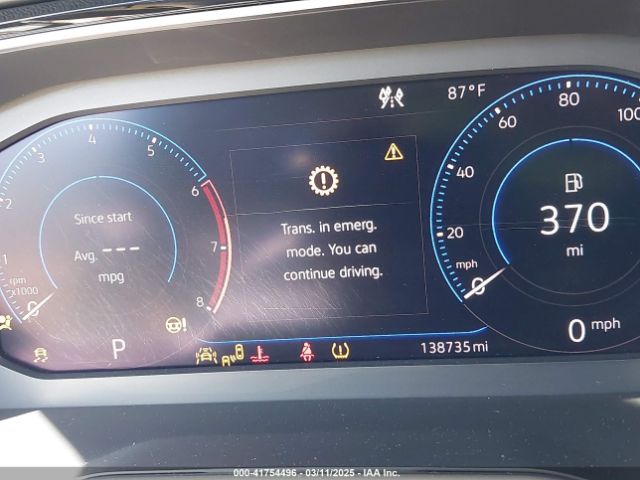 87°F
1
2
3
4
5
6
7
8
0
rpm
x1000
Since start
Avg. ---
mpg
Trans. in emerg.
mode. You can
continue driving.
0
20
40
60
80
100
mph
370
mi
P
138735 mi
0 mph
000-41754496 - 03/11/2025 - IAA Inc.